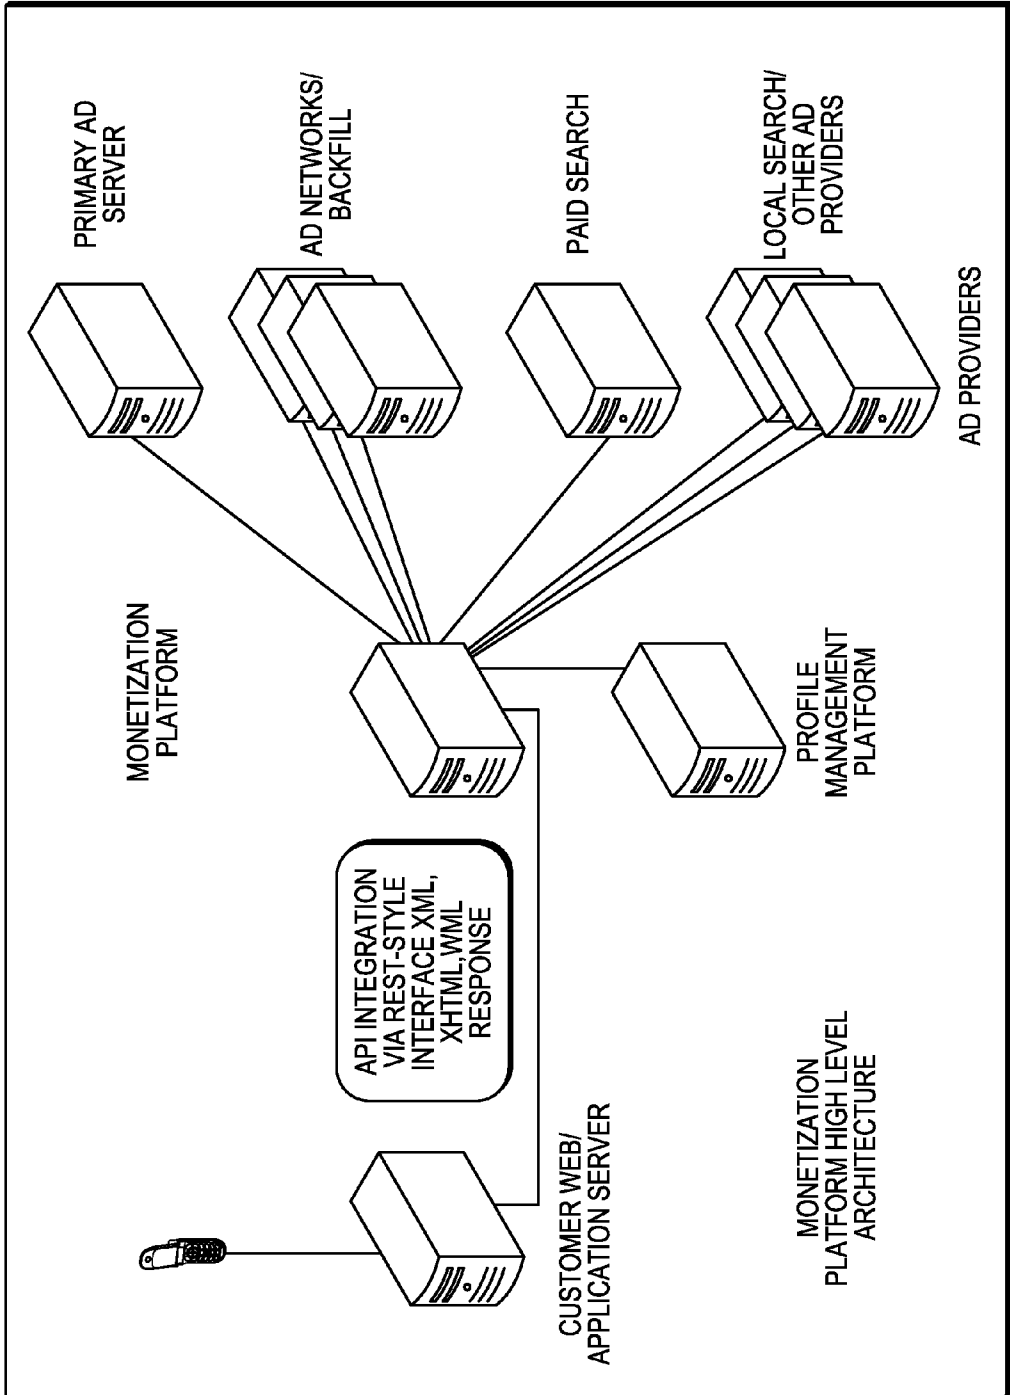 PRIMARY AD
SERVER
AD NETWORKS/
BACKFILL
PAID SEARCH
LOCAL SEARCH/
OTHER AD
PROVIDERS
AD PROVIDERS
MONETIZATION
PLATFORM
PROFILE
MANAGEMENT
PLATFORM
API INTEGRATION
VIA REST-STYLE
INTERFACE XML,
XHTML,WML
RESPONSE
CUSTOMER WEB/
APPLICATION SERVER
MONETIZATION
PLATFORM HIGH LEVEL
ARCHITECTURE